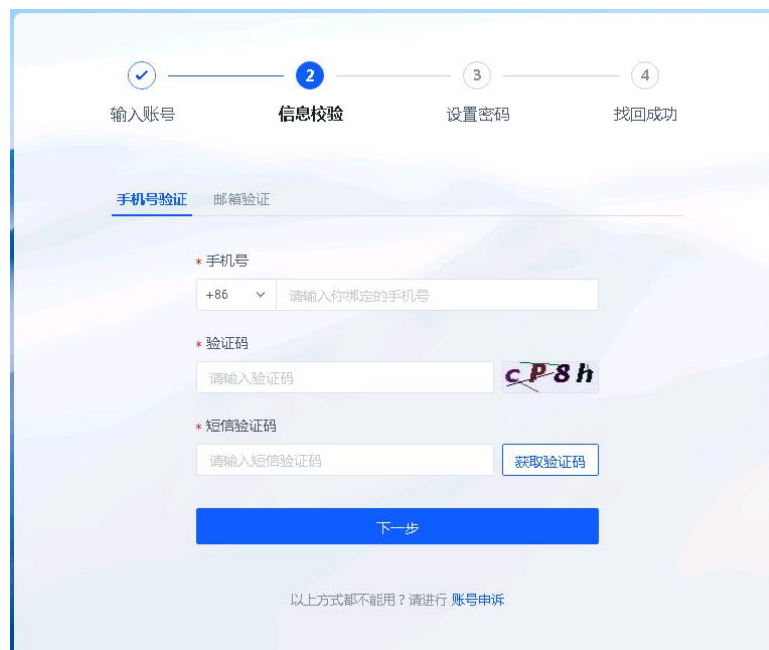 2 3 4
输入账号 信息校验 设置密码 找回成功
手机号验证 邮箱验证
* 手机号
+86 请输入你绑定的手机号
* 验证码
请输入验证码 cP8h
* 短信验证码
请输入短信验证码 获取验证码
下一步
以上方式都不能用？请进行 账号申诉